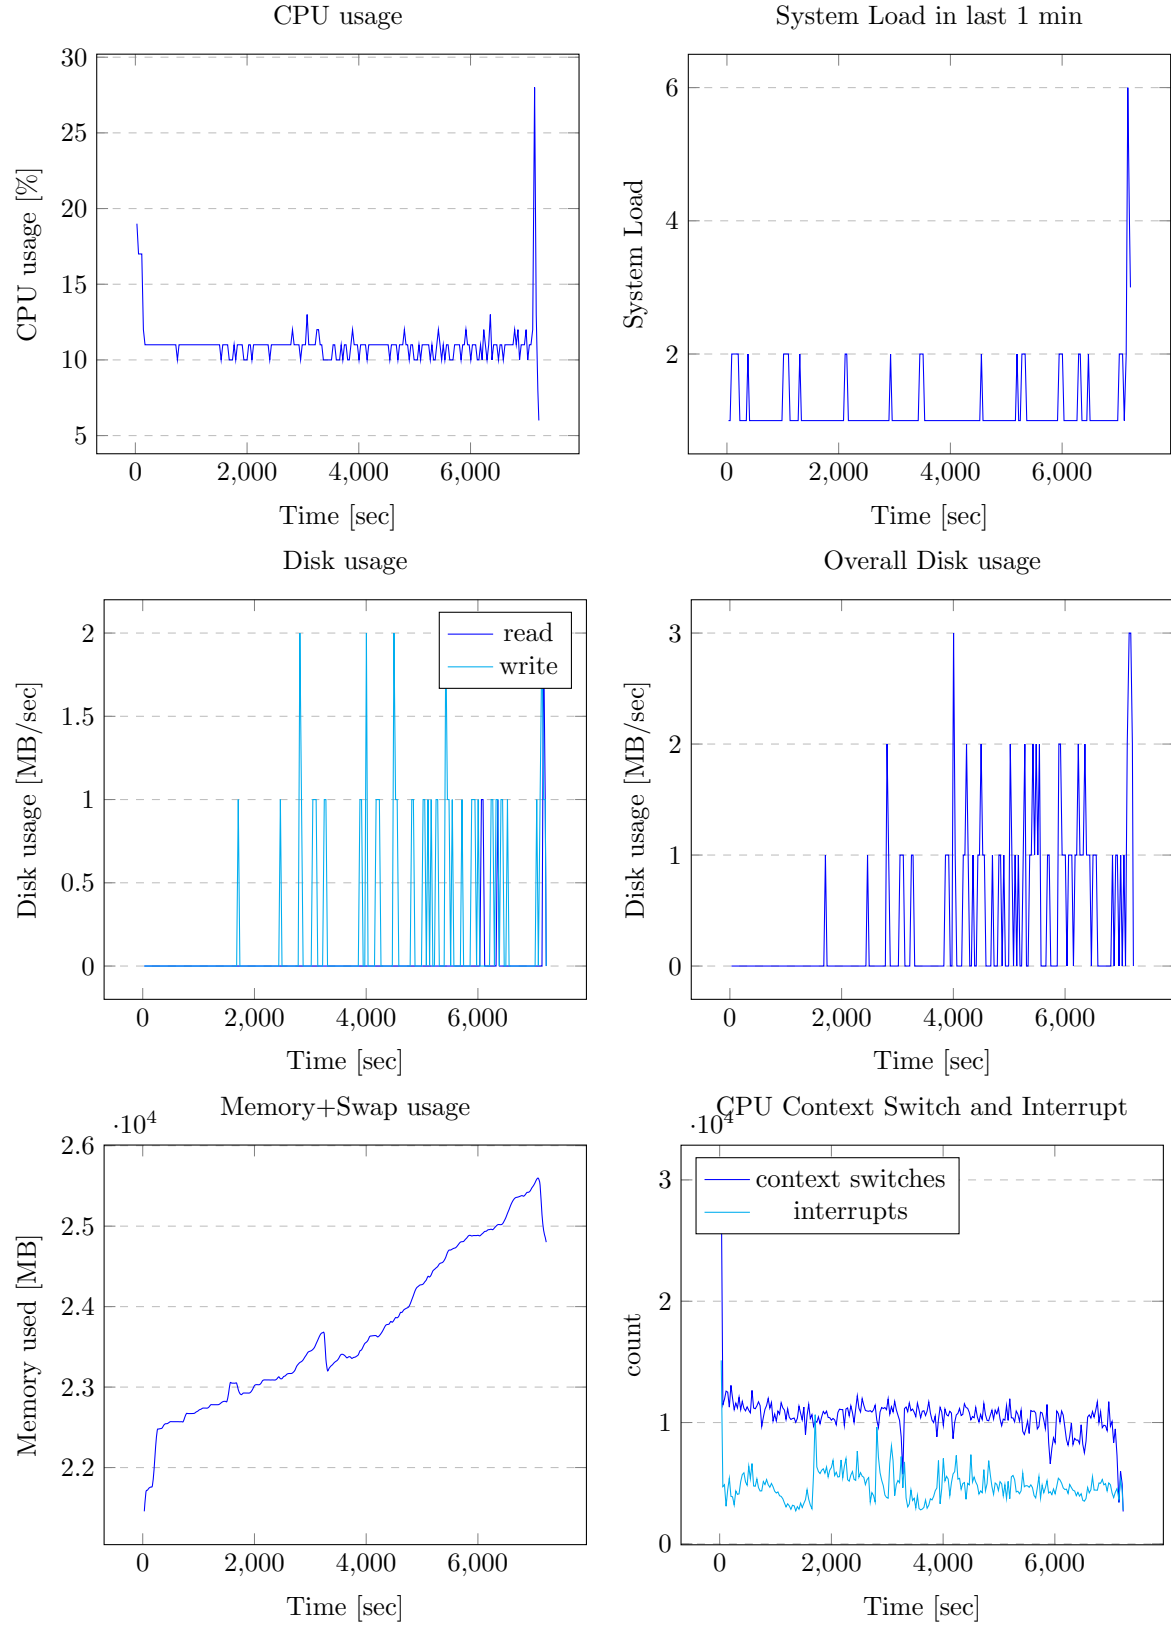 CPU usage
30
25
20
15
10
5
CPU usage [%]
0 2,000 4,000 6,000
Time [sec]
System Load in last 1 min
6
4
2
System Load
0 2,000 4,000 6,000
Time [sec]
Disk usage
read
write
2
1.5
1
0.5
0
Disk usage [MB/sec]
0 2,000 4,000 6,000
Time [sec]
Overall Disk usage
3
2
1
0
Disk usage [MB/sec]
0 2,000 4,000 6,000
Time [sec]
Memory+Swap usage
·10⁴
2.6
2.5
2.4
2.3
2.2
Memory used [MB]
0 2,000 4,000 6,000
Time [sec]
CPU Context Switch and Interrupt
·10⁴
context switches
interrupts
3
2
1
0
count
0 2,000 4,000 6,000
Time [sec]